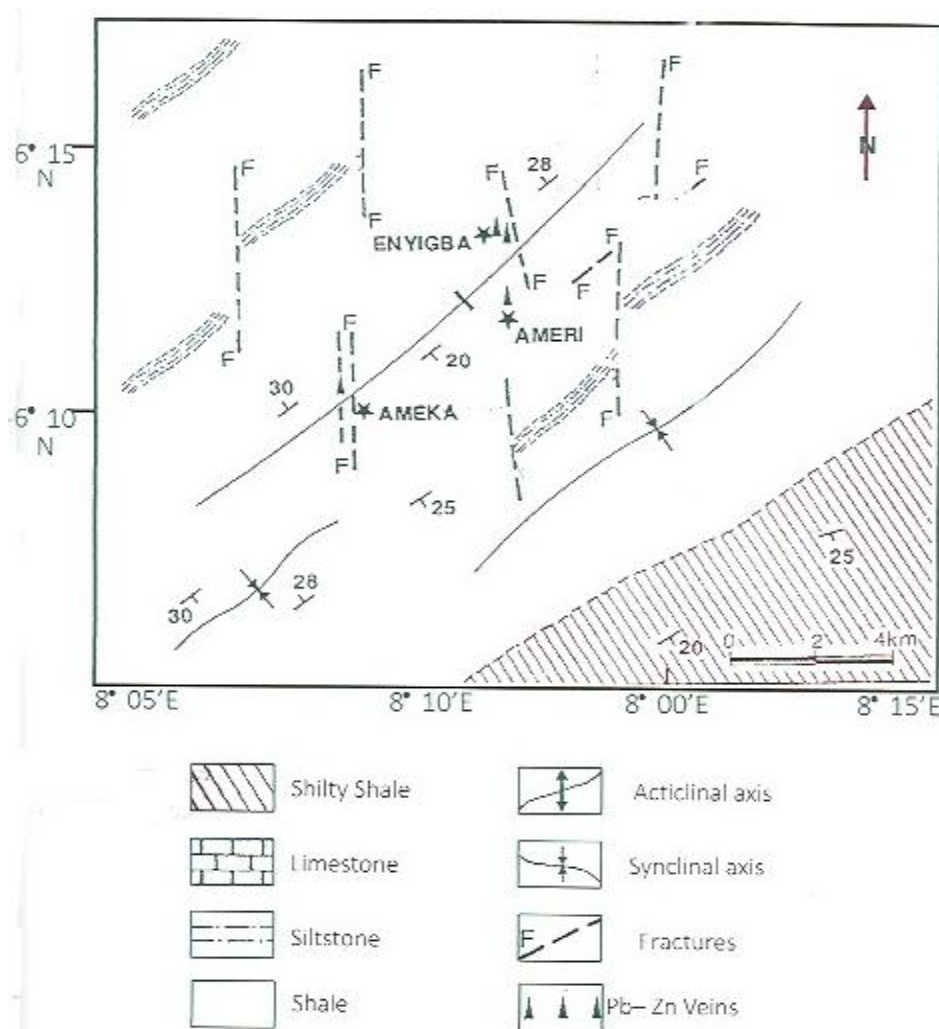 F
F
F
6° 15
N
F
28
F
F
N
F
F
ENYIGBA
F
F
F
F
AMERI
F
20
30
6° 10
N
AMEKA
F
F
25
25
30
28
20
0 2 4km
8° 05'E 8° 10'E 8° 00'E 8° 15'E
Shilty Shale
Acticlinal axis
Limestone
Synclinal axis
Siltstone
F
Fractures
Shale
Pb– Zn Veins